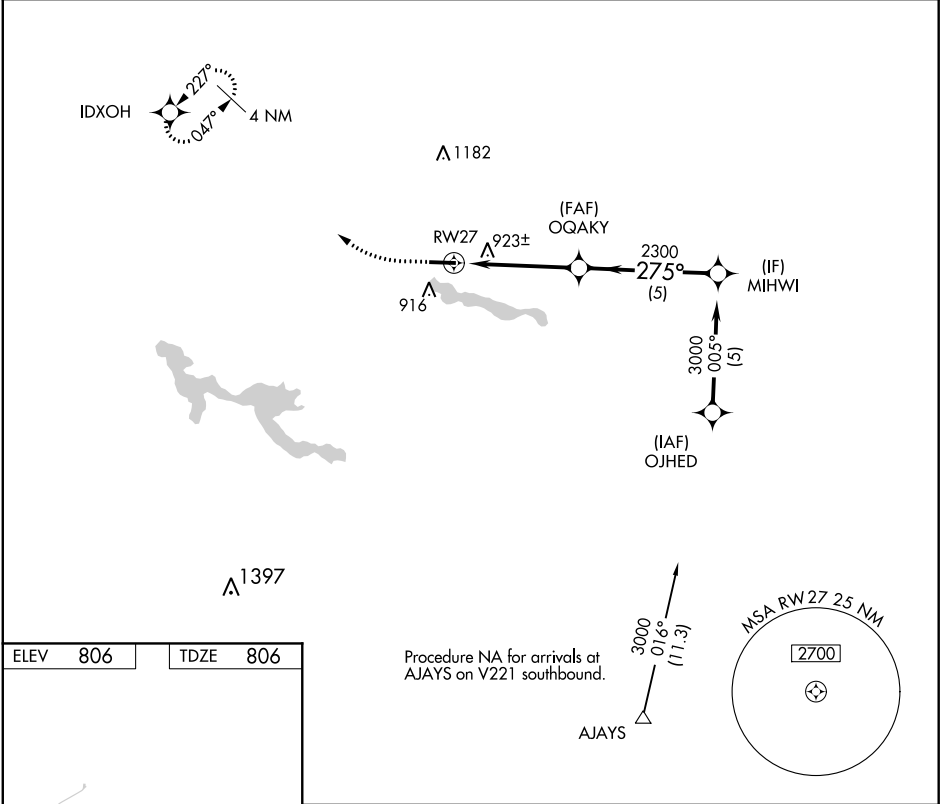 IDXOH
227°
047°
4 NM
1182
(FAF)
OQAKY
RW27
923±
2300
275°
(5)
(IF)
MIHWI
916
3000
005°
(5)
(IAF)
OJHED
1397
ELEV 806
TDZE 806
Procedure NA for arrivals at
AJAYS on V221 southbound.
3000
016°
(11.3)
AJAYS
MSA RW27 25 NM
2700